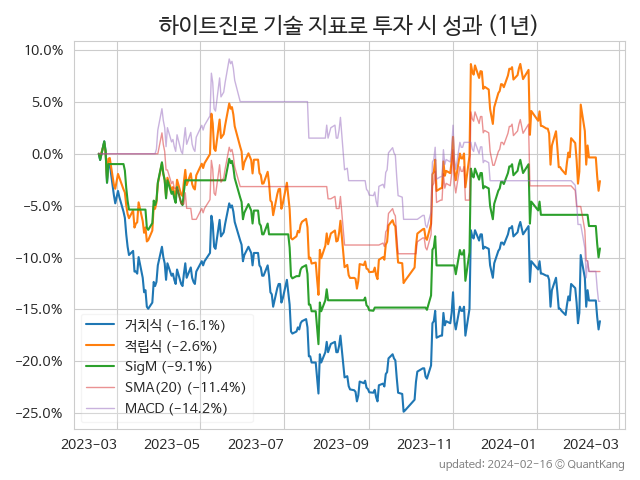 하이트진로 기술 지표로 투자 시 성과 (1년)
10.0%
5.0%
0.0%
−5.0%
−10.0%
−15.0%
−20.0%
−25.0%
거치식 (−16.1%)
적립식 (−2.6%)
SigM (−9.1%)
SMA(20) (−11.4%)
MACD (−14.2%)
2023−03 2023−05 2023−07 2023−09 2023−11 2024−01 2024−03
updated: 2024-02-16 © QuantKang